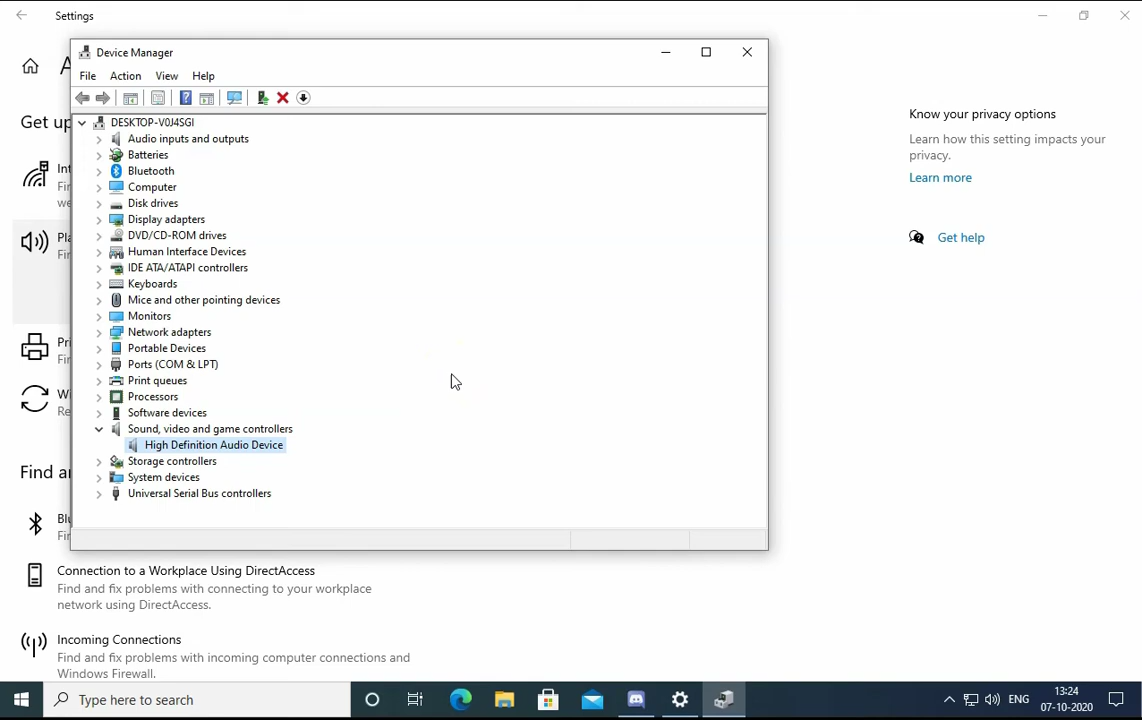 Settings
Device Manager
File Action View Help
DESKTOP-V0J4SGI
Audio inputs and outputs
Batteries
Bluetooth
Computer
Disk drives
Display adapters
DVD/CD-ROM drives
Human Interface Devices
IDE ATA/ATAPI controllers
Keyboards
Mice and other pointing devices
Monitors
Network adapters
Portable Devices
Ports (COM & LPT)
Print queues
Processors
Software devices
Sound, video and game controllers
High Definition Audio Device
Storage controllers
System devices
Universal Serial Bus controllers
A
Get up
Int
Fir
we
Pla
Fin
Pri
Fin
Wi
Re
Find an
Blu
Fin
Connection to a Workplace Using DirectAccess
Find and fix problems with connecting to your workplace
network using DirectAccess.
Incoming Connections
Find and fix problems with incoming computer connections and
Windows Firewall.
Know your privacy options
Learn how this setting impacts your
privacy.
Learn more
Get help
Type here to search
ENG
13:24
07-10-2020